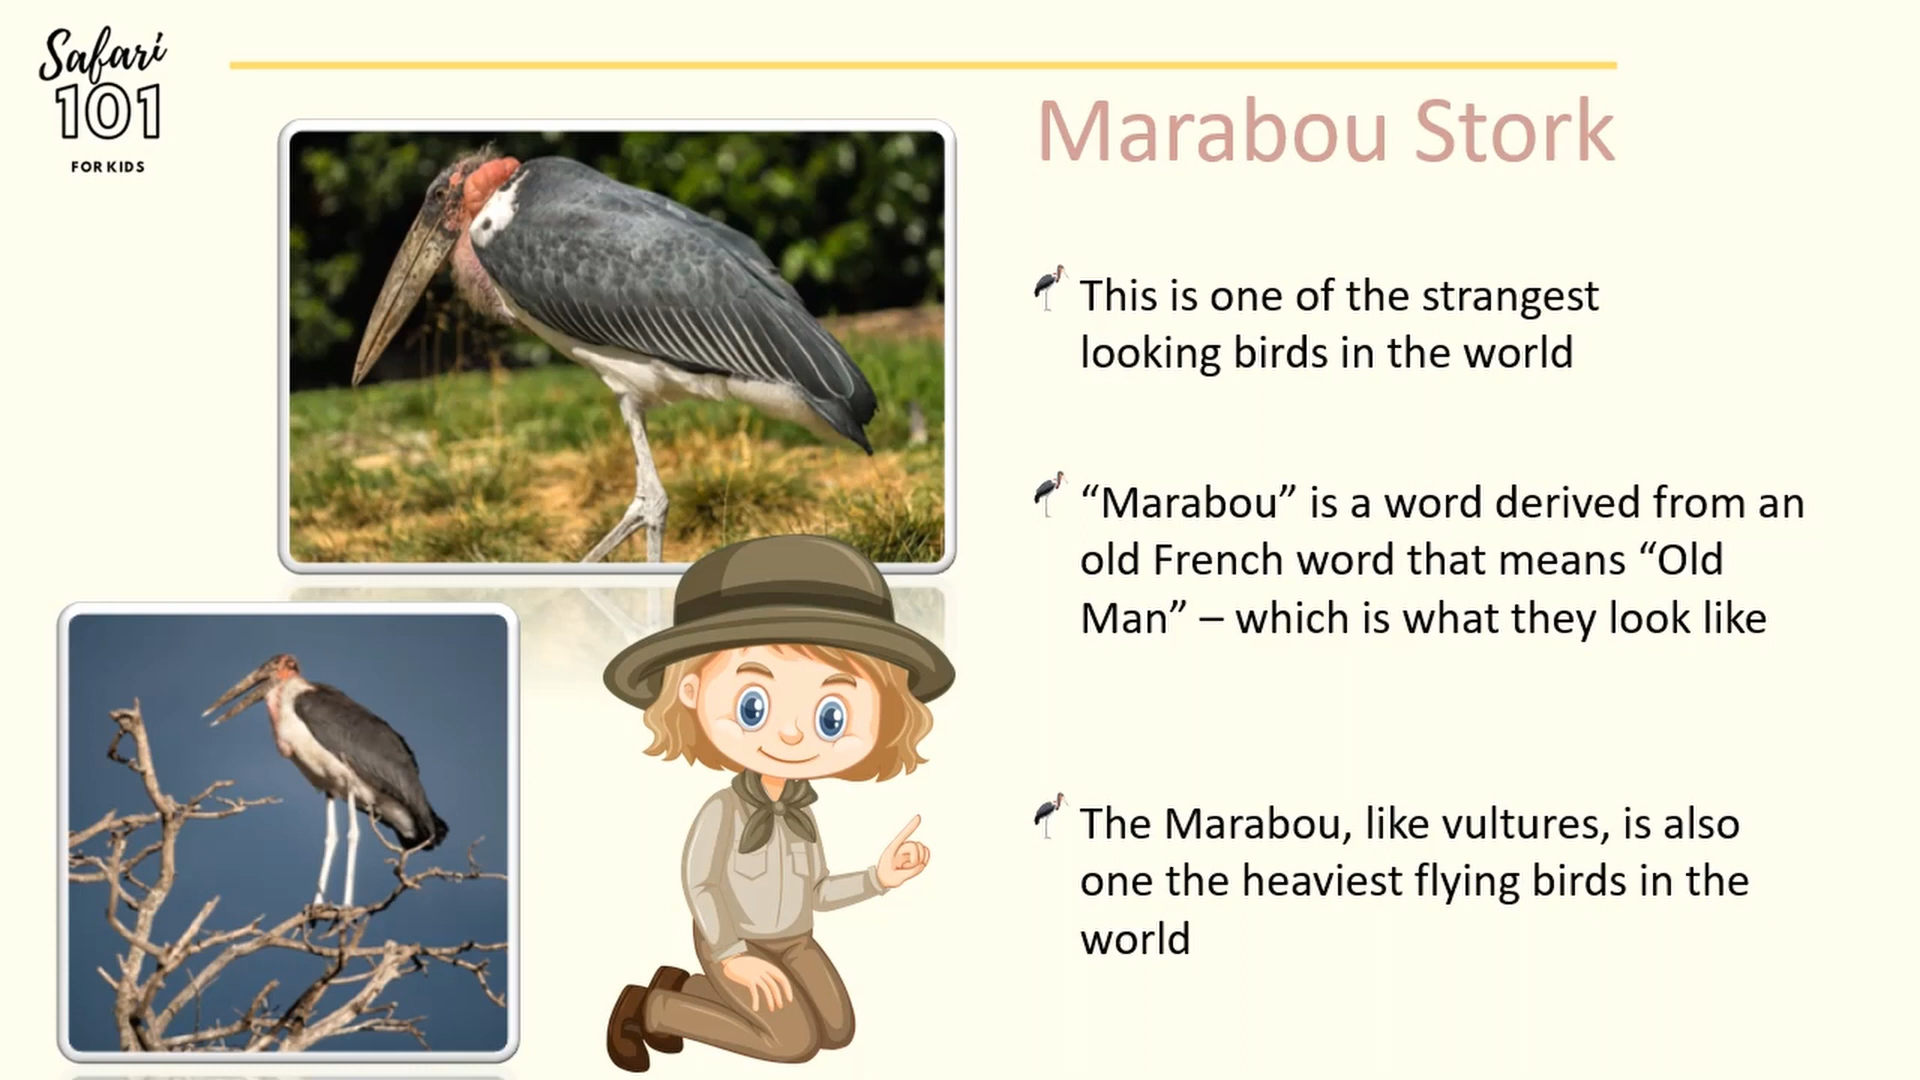 Safari
101
FOR KIDS
Marabou Stork
This is one of the strangest
looking birds in the world
“Marabou” is a word derived from an
old French word that means “Old
Man” – which is what they look like
The Marabou, like vultures, is also
one the heaviest flying birds in the
world